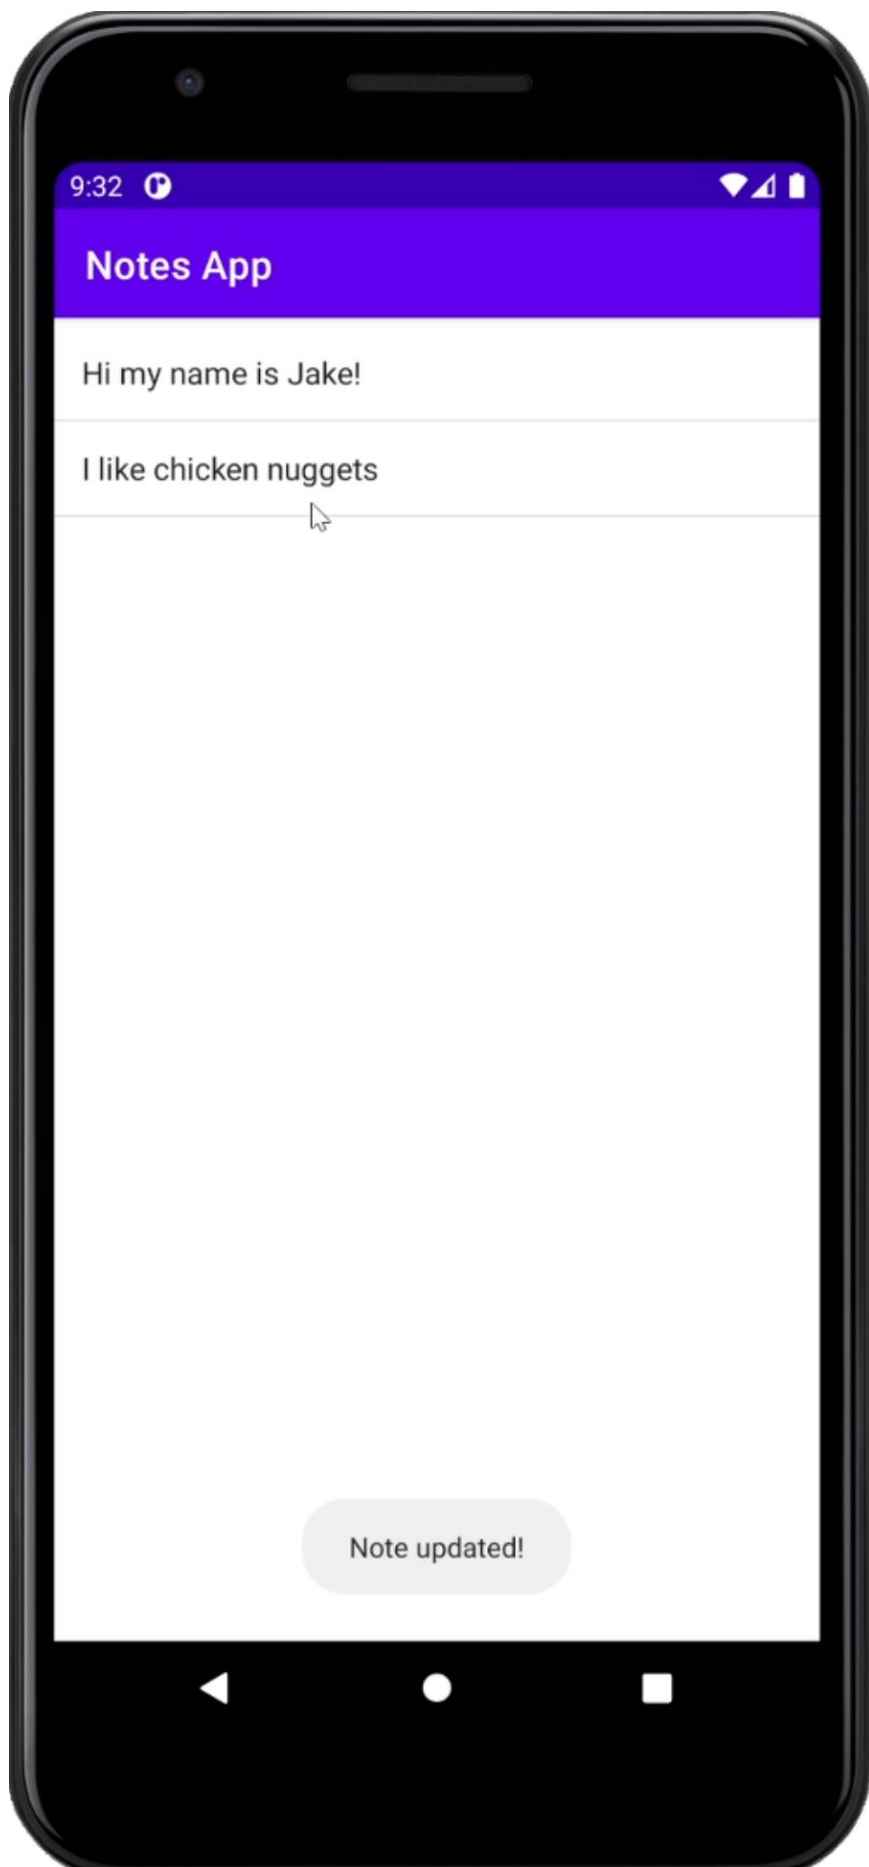 9:32
Notes App
Hi my name is Jake!
I like chicken nuggets
Note updated!